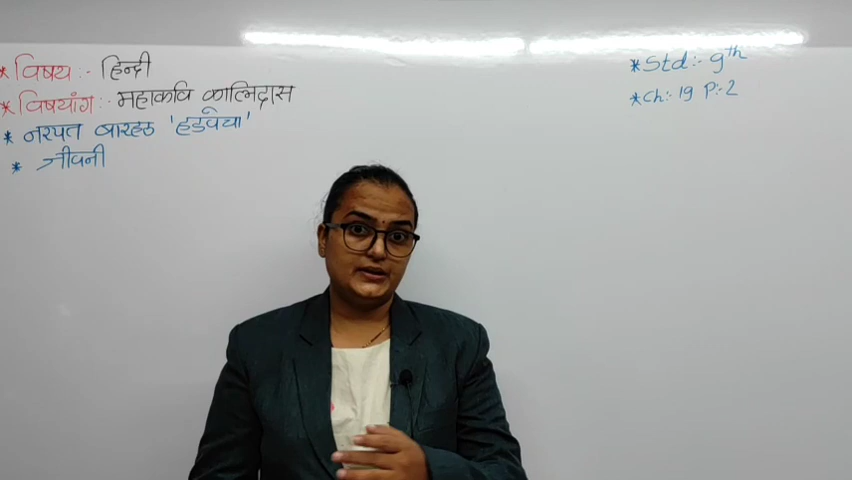 * विषय :- हिन्दी
* विषयांग :- महाकवि कालिदास
* नरपत बारहठ 'हडवेचा'
* जीवनी
* Std :- 9th
* Ch :- 19 P :- 2